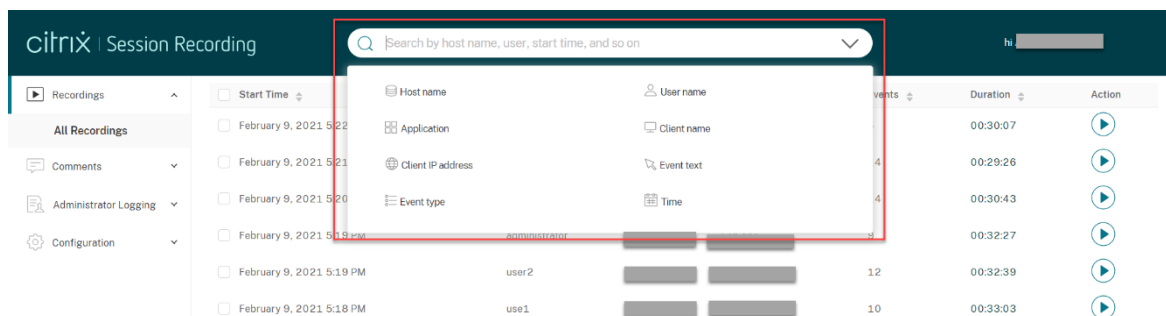 citrix | Session Recording
Search by host name, user, start time, and so on
hi
Recordings
Start Time
Host name
User name
Events
Duration
Action
All Recordings
February 9, 2021 5:22
Application
Client name
00:30:07
Comments
February 9, 2021 5:21
Client IP address
Event text
4
00:29:26
Administrator Logging
February 9, 2021 5:20
Event type
Time
4
00:30:43
Configuration
February 9, 2021 5:19 PM
administrator
8
00:32:27
February 9, 2021 5:19 PM
user2
12
00:32:39
February 9, 2021 5:18 PM
use1
10
00:33:03